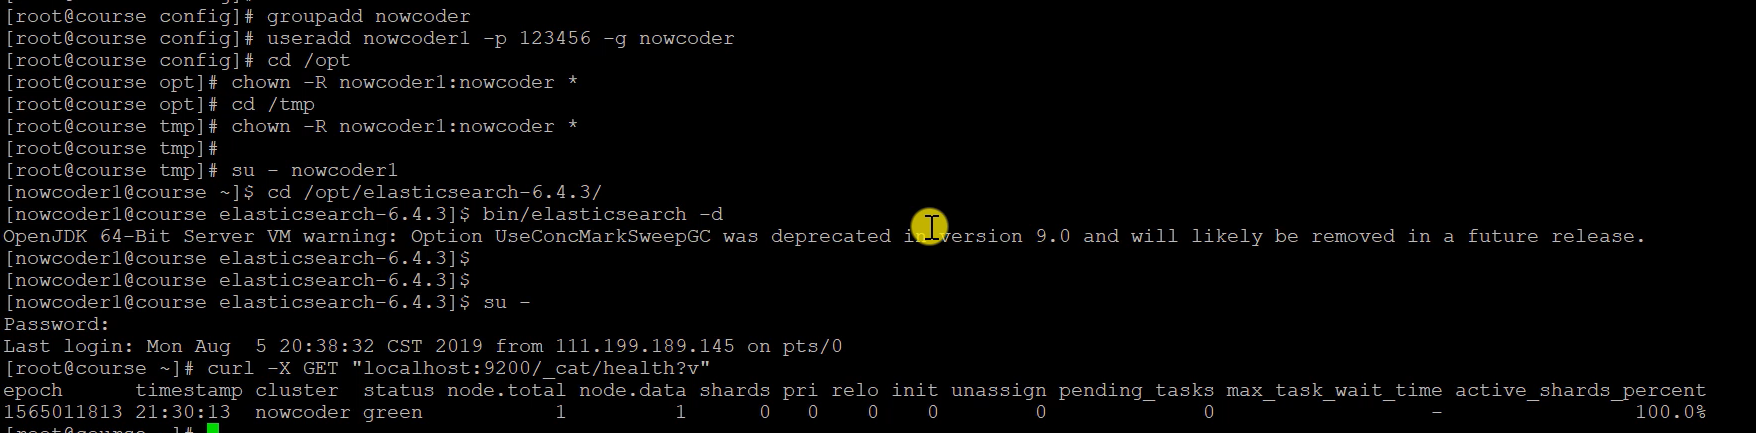 [root@course config]# groupadd nowcoder
[root@course config]# useradd nowcoder1 -p 123456 -g nowcoder
[root@course config]# cd /opt
[root@course opt]# chown -R nowcoder1:nowcoder *
[root@course opt]# cd /tmp
[root@course tmp]# chown -R nowcoder1:nowcoder *
[root@course tmp]#
[root@course tmp]# su - nowcoder1
[nowcoder1@course ~]$ cd /opt/elasticsearch-6.4.3/
[nowcoder1@course elasticsearch-6.4.3]$ bin/elasticsearch -d
OpenJDK 64-Bit Server VM warning: Option UseConcMarkSweepGC was deprecated in version 9.0 and will likely be removed in a future release.
[nowcoder1@course elasticsearch-6.4.3]$
[nowcoder1@course elasticsearch-6.4.3]$
[nowcoder1@course elasticsearch-6.4.3]$ su -
Password:
Last login: Mon Aug  5 20:38:32 CST 2019 from 111.199.189.145 on pts/0
[root@course ~]# curl -X GET "localhost:9200/_cat/health?v"
epoch      timestamp cluster  status node.total node.data shards pri relo init unassign pending_tasks max_task_wait_time active_shards_percent
1565011813 21:30:13  nowcoder green           1         1      0   0    0    0        0             0                  -                100.0%
[root@course ~]#